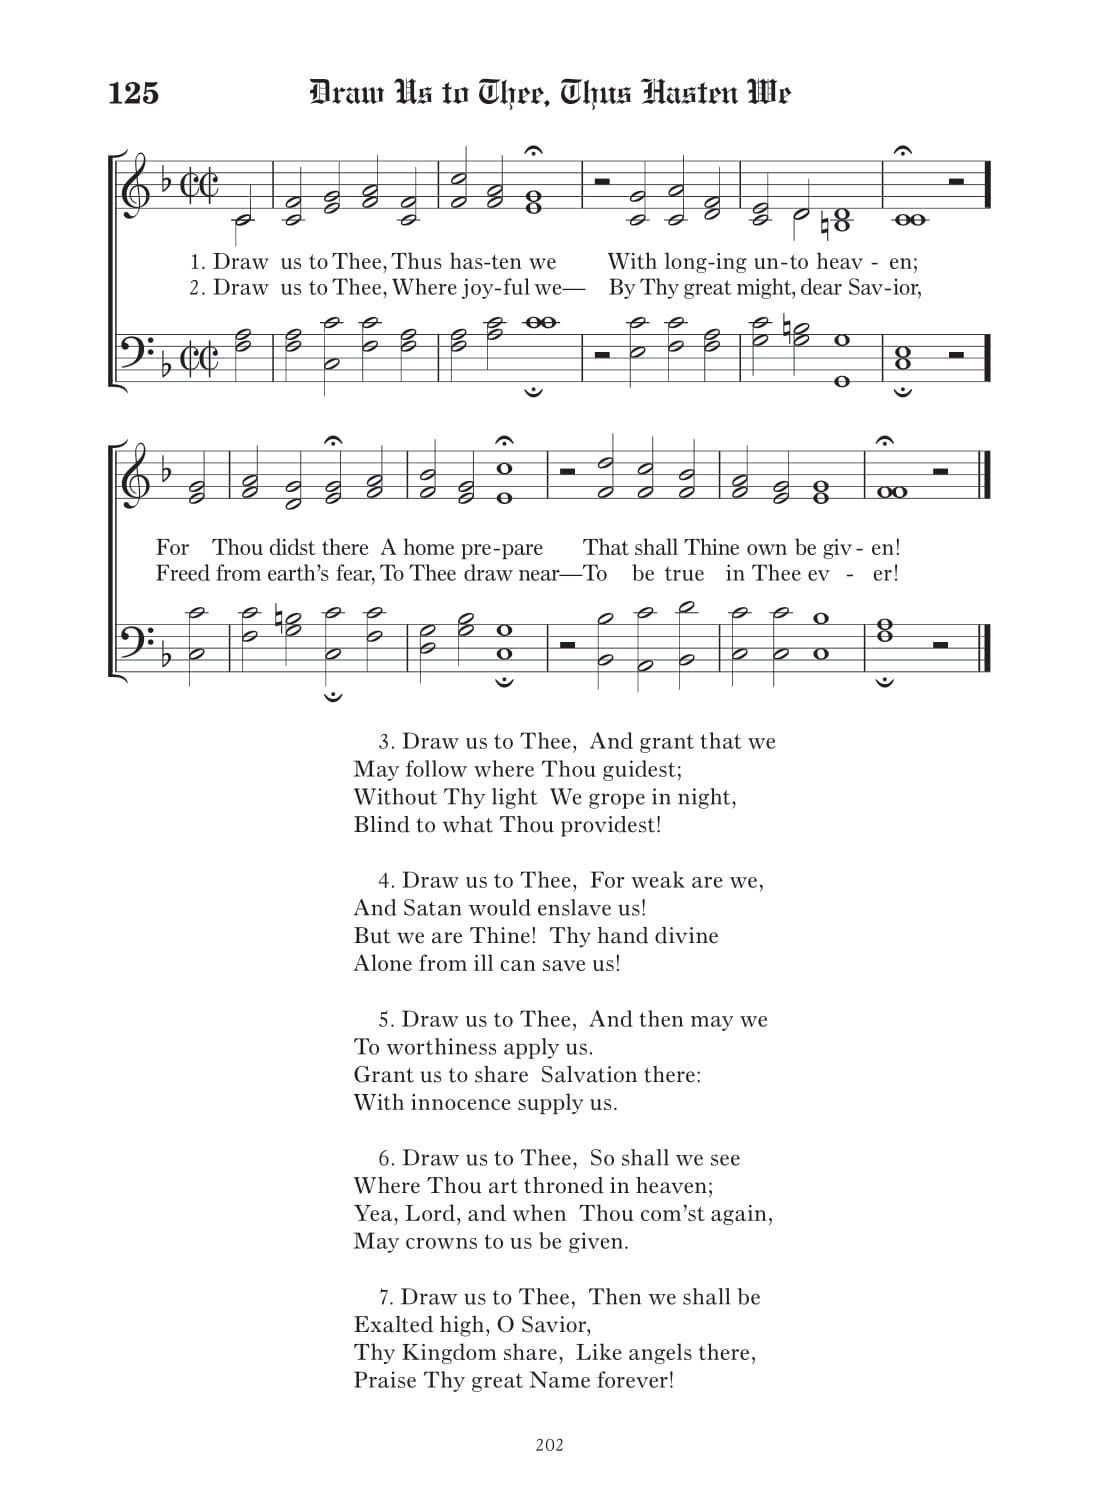 125 Draw Us to Thee, Thus Hasten We
1. Draw us to Thee, Thus has-ten we With long-ing un-to heav - en;
2. Draw us to Thee, Where joy-ful we— By Thy great might, dear Sav-ior,
For Thou didst there A home pre-pare That shall Thine own be giv - en!
Freed from earth’s fear, To Thee draw near—To be true in Thee ev - er!
3. Draw us to Thee, And grant that we
May follow where Thou guidest;
Without Thy light We grope in night,
Blind to what Thou providest!
4. Draw us to Thee, For weak are we,
And Satan would enslave us!
But we are Thine! Thy hand divine
Alone from ill can save us!
5. Draw us to Thee, And then may we
To worthiness apply us.
Grant us to share Salvation there:
With innocence supply us.
6. Draw us to Thee, So shall we see
Where Thou art throned in heaven;
Yea, Lord, and when Thou com’st again,
May crowns to us be given.
7. Draw us to Thee, Then we shall be
Exalted high, O Savior,
Thy Kingdom share, Like angels there,
Praise Thy great Name forever!
202